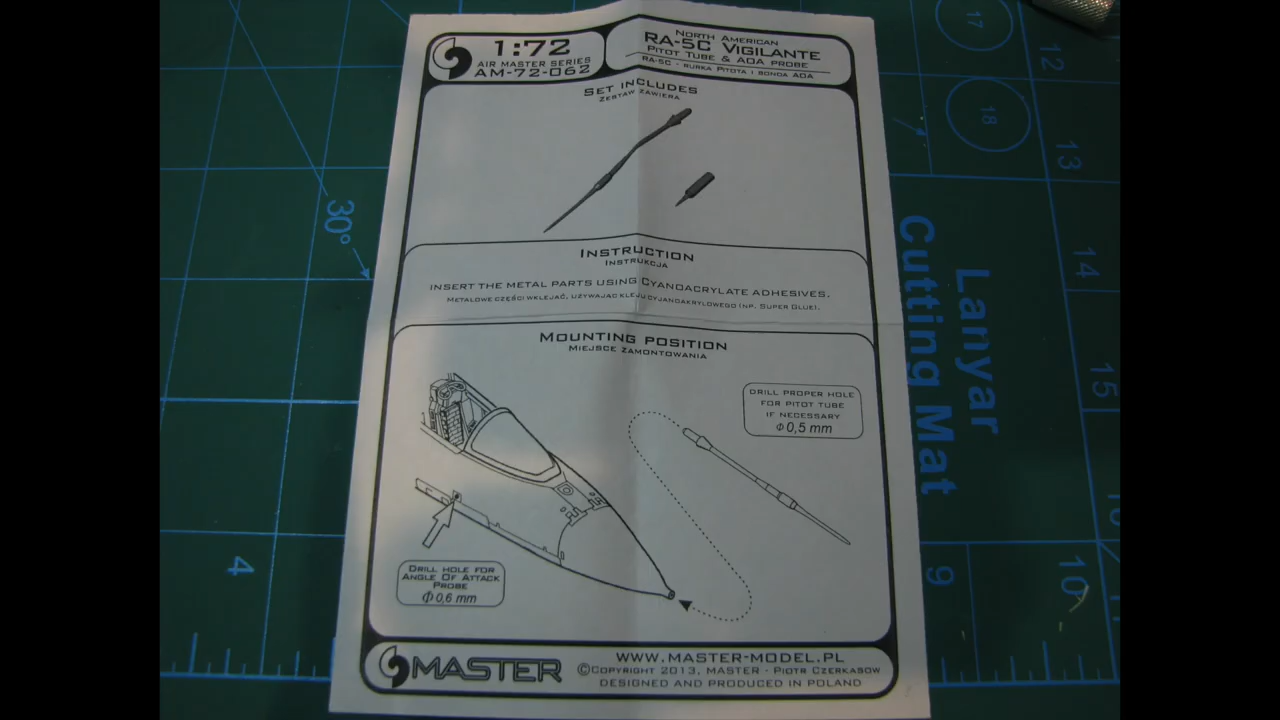 1:72
AIR MASTER SERIES
AM-72-062
NORTH AMERICAN
RA-5C VIGILANTE
PITOT TUBE & AOA PROBE
RA-5C - RURKA PITOTA I SONDA AOA
SET INCLUDES
ZESTAW ZAWIERA
INSTRUCTION
INSTRUKCJA
INSERT THE METAL PARTS USING CYANOACRYLATE ADHESIVES.
METALOWE CZĘŚCI WKLEJAĆ, UŻYWAJĄC KLEJU CYJANOAKRYLOWEGO (NP. SUPER GLUE).
MOUNTING POSITION
MIEJSCE ZAMONTOWANIA
DRILL PROPER HOLE
FOR PITOT TUBE
IF NECESSARY
Φ 0,5 mm
DRILL HOLE FOR
ANGLE OF ATTACK
PROBE
Φ 0,6 mm
MASTER
WWW.MASTER-MODEL.PL
©COPYRIGHT 2013, MASTER - PIOTR CZERKASOW
DESIGNED AND PRODUCED IN POLAND
30°
4
17
18
12
13
14
15
9
10
Lanyar
Cutting Mat